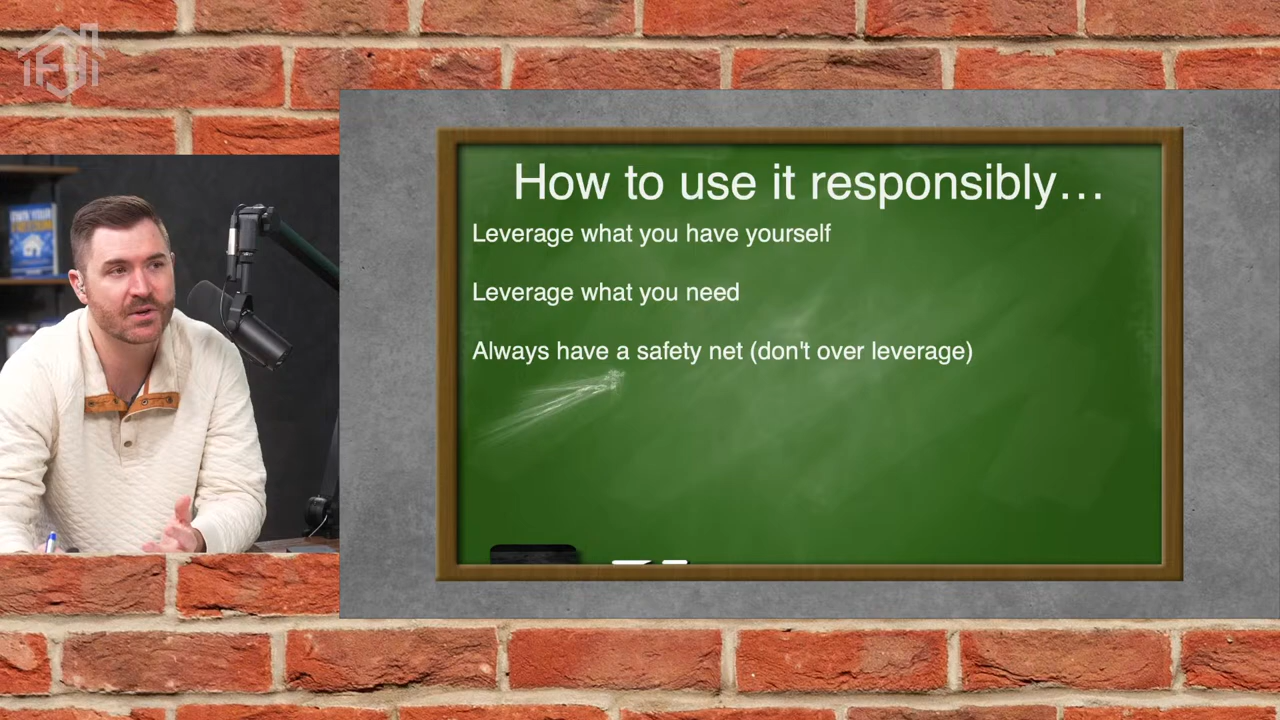 How to use it responsibly…
Leverage what you have yourself
Leverage what you need
Always have a safety net (don't over leverage)